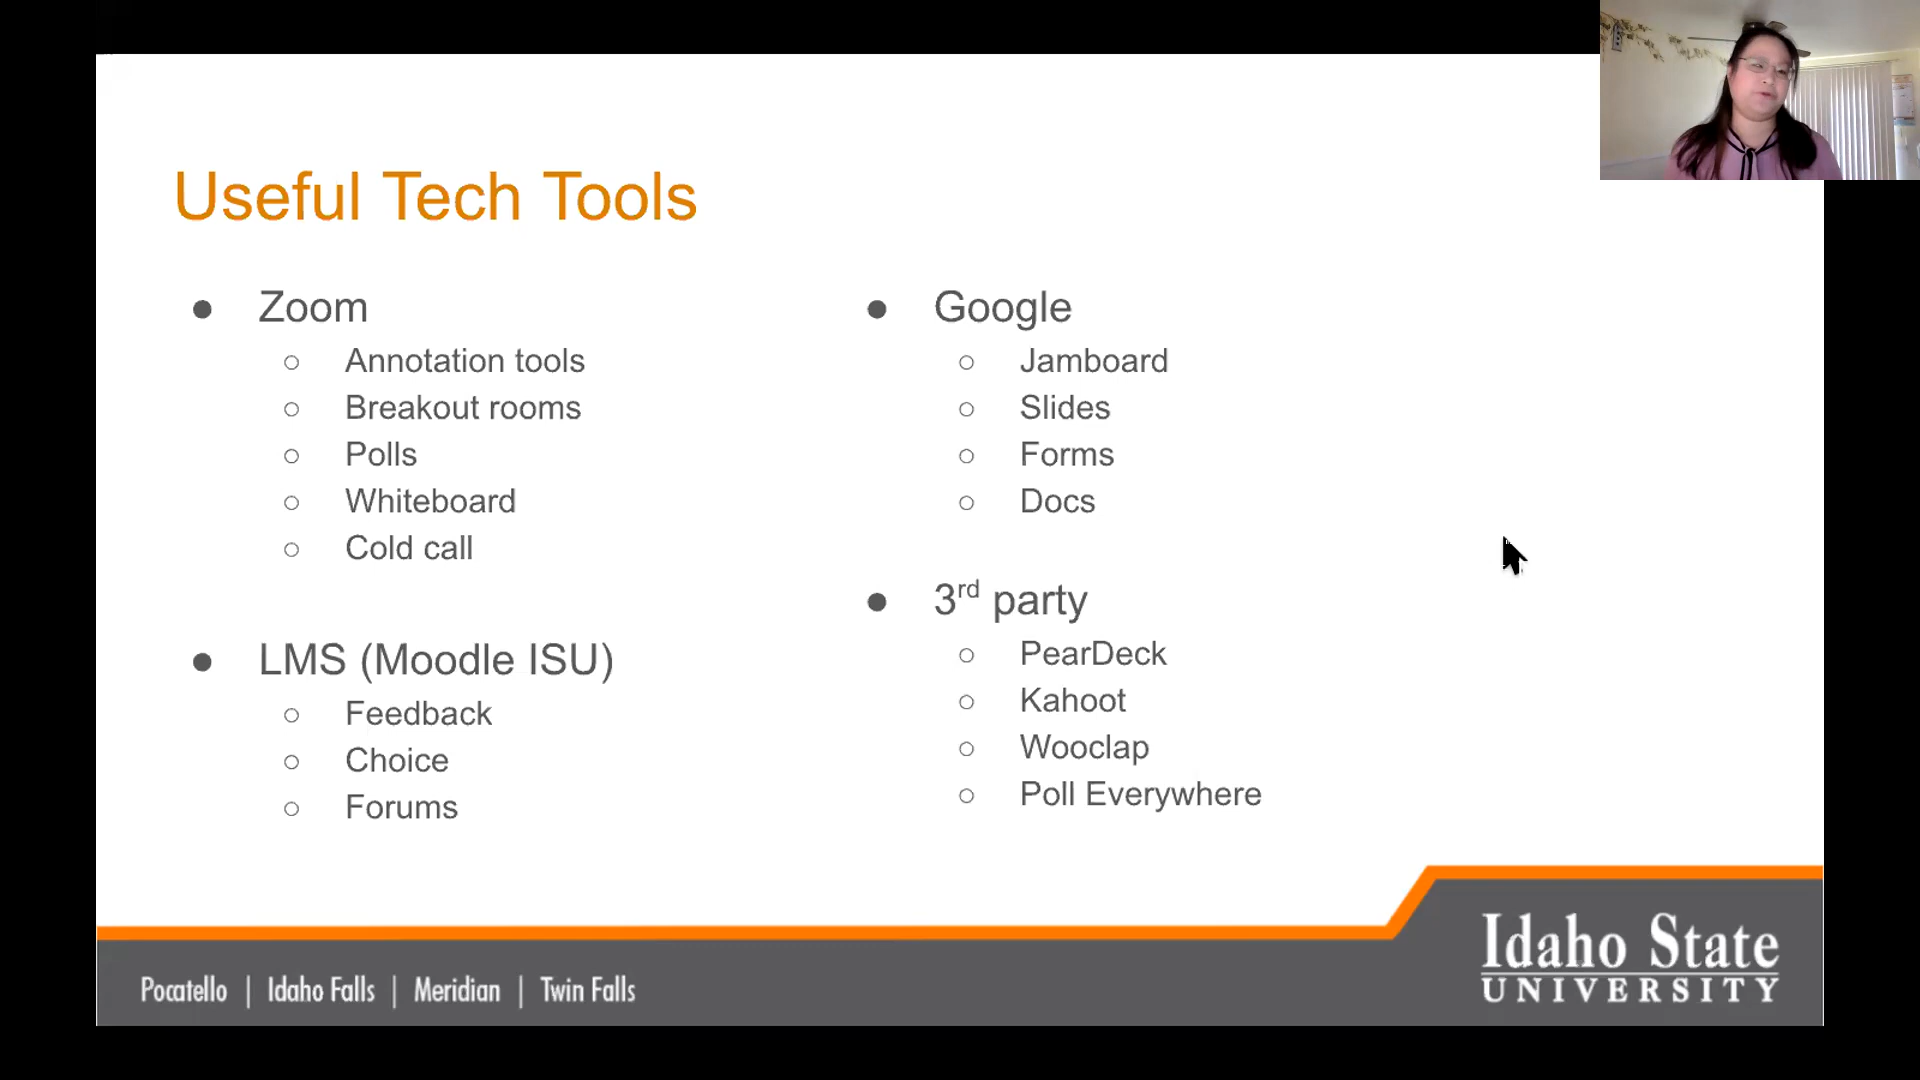 Useful Tech Tools
● Zoom
○ Annotation tools
○ Breakout rooms
○ Polls
○ Whiteboard
○ Cold call
● LMS (Moodle ISU)
○ Feedback
○ Choice
○ Forums
● Google
○ Jamboard
○ Slides
○ Forms
○ Docs
● 3rd party
○ PearDeck
○ Kahoot
○ Wooclap
○ Poll Everywhere
Pocatello | Idaho Falls | Meridian | Twin Falls
Idaho State
UNIVERSITY